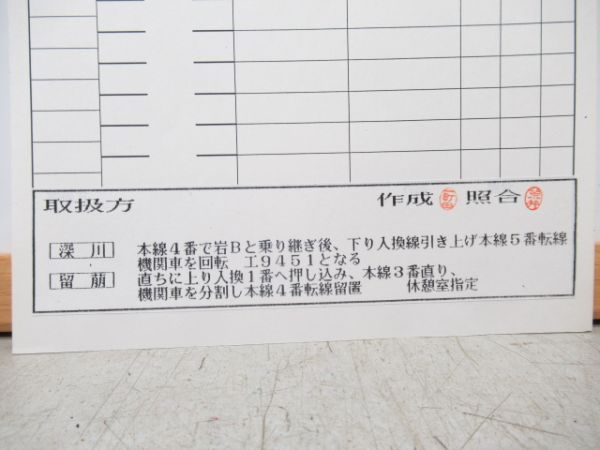 取扱方 作成 照合
深川 本線4番で岩Bと乗り継ぎ後、下り入換線引き上げ本線5番転線
機関車を回転 工9451となる
留萠 直ちに上り入換1番へ押し込み、本線3番直り、
機関車を分割し本線4番転線留置 休憩室指定